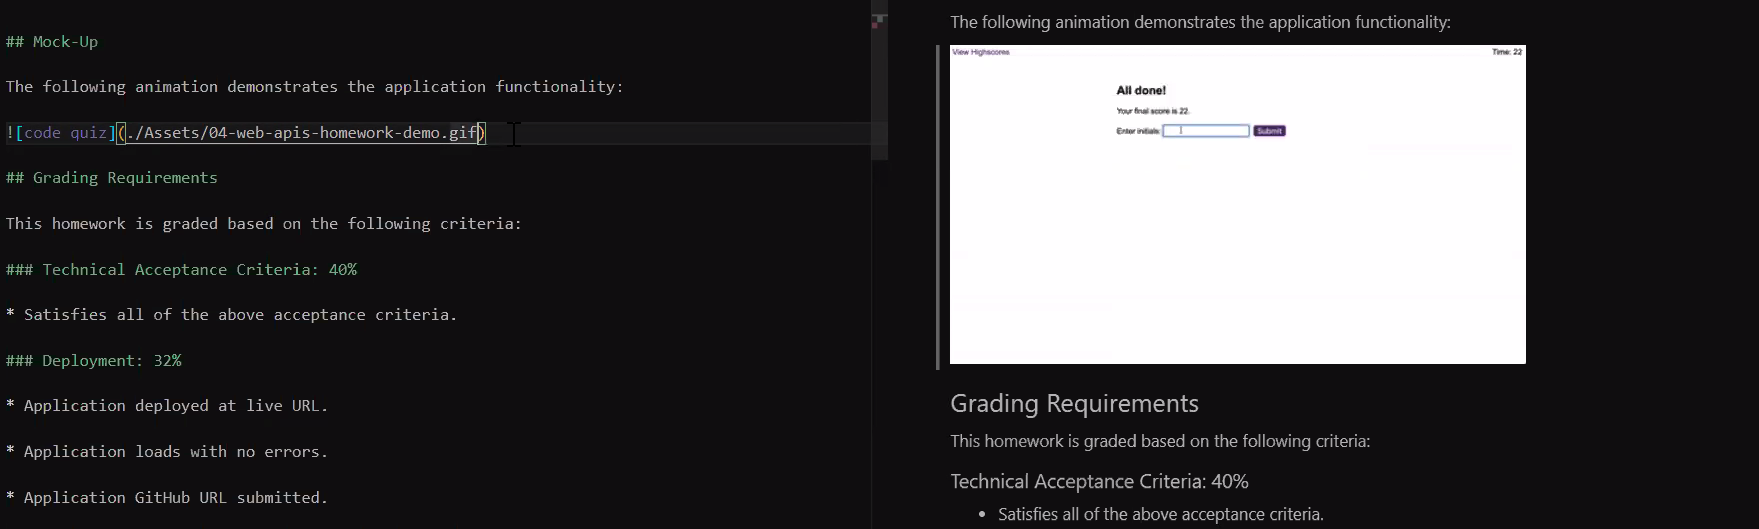 ## Mock-Up
The following animation demonstrates the application functionality:
![code quiz](./Assets/04-web-apis-homework-demo.gif)
## Grading Requirements
This homework is graded based on the following criteria:
### Technical Acceptance Criteria: 40%
* Satisfies all of the above acceptance criteria.
### Deployment: 32%
* Application deployed at live URL.
* Application loads with no errors.
* Application GitHub URL submitted.
The following animation demonstrates the application functionality:
View Highscores
Time: 22
All done!
Your final score is 22.
Enter initials:
Submit
Grading Requirements
This homework is graded based on the following criteria:
Technical Acceptance Criteria: 40%
• Satisfies all of the above acceptance criteria.